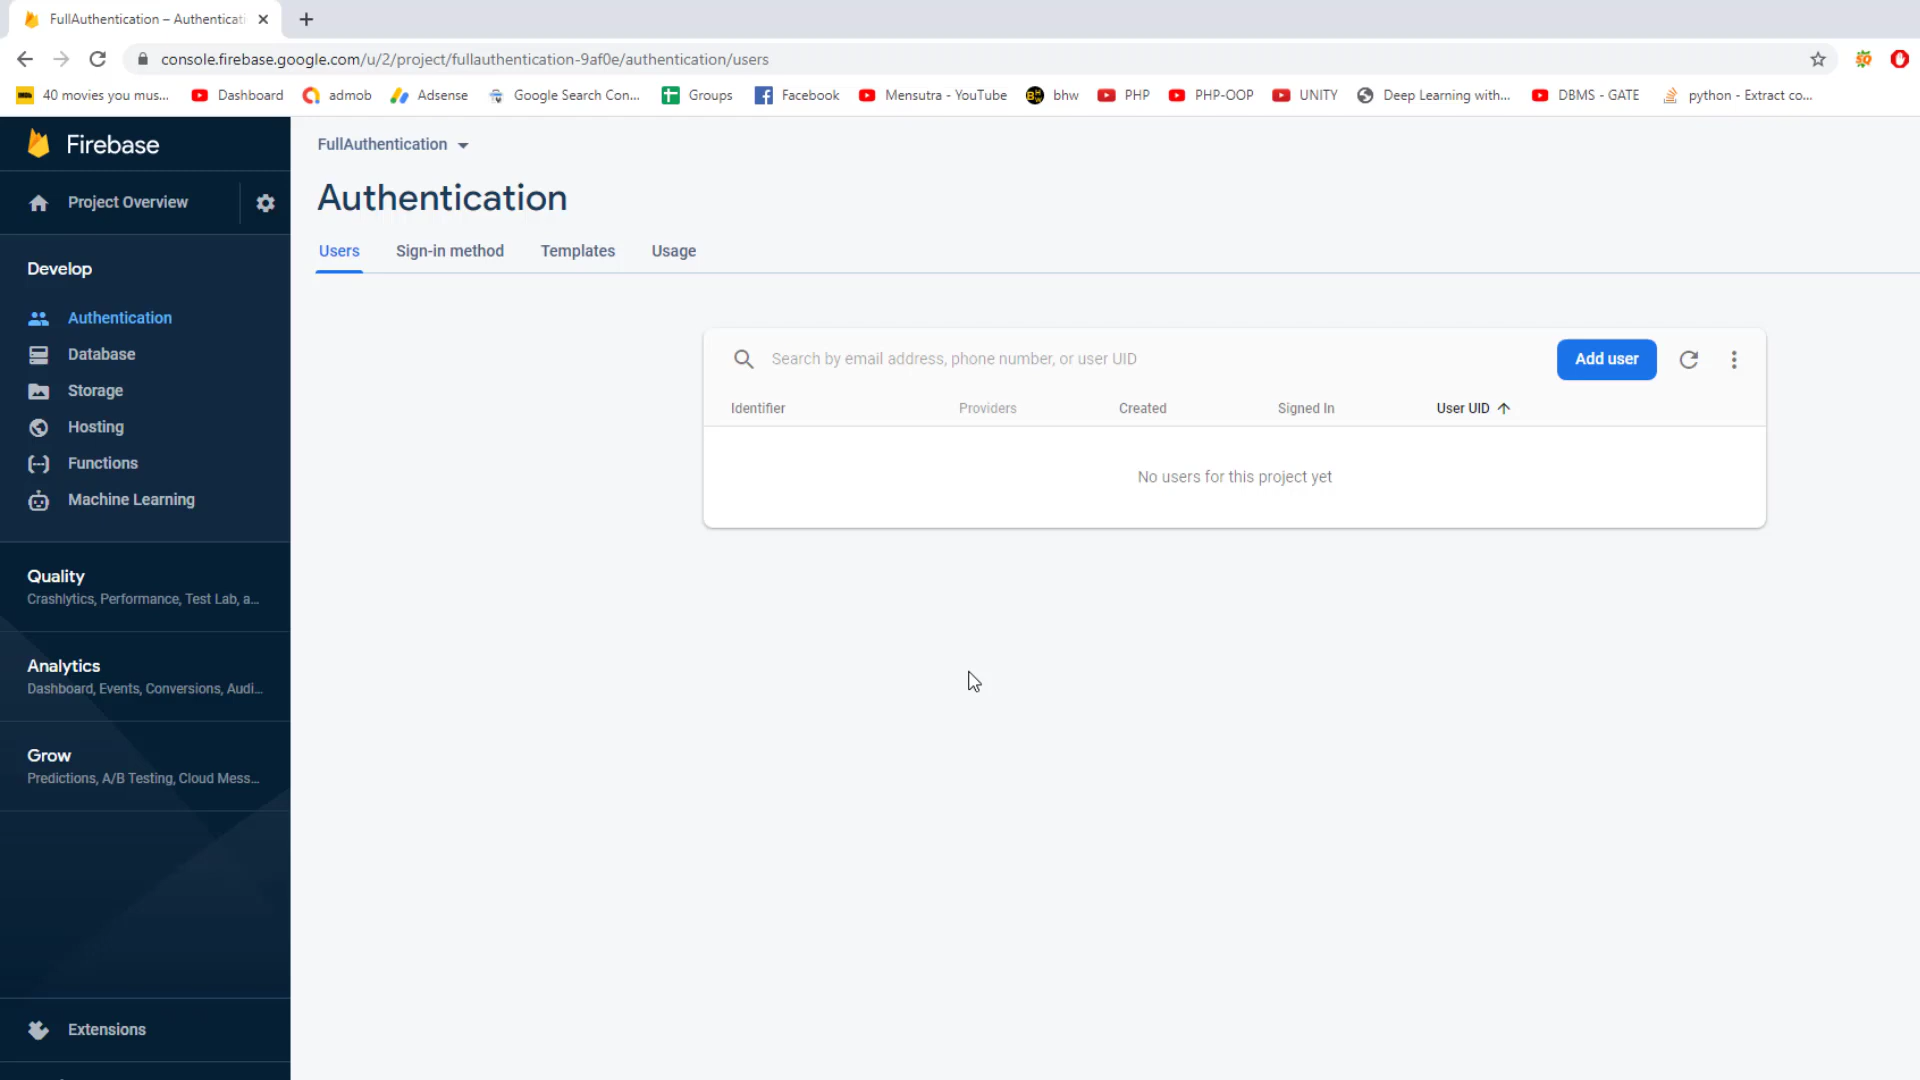 FullAuthentication – Authenticati
console.firebase.google.com/u/2/project/fullauthentication-9af0e/authentication/users
40 movies you mus...
Dashboard
admob
Adsense
Google Search Con...
Groups
Facebook
Mensutra - YouTube
bhw
PHP
PHP-OOP
UNITY
Deep Learning with...
DBMS - GATE
python - Extract co...
Firebase
Project Overview
Develop
Authentication
Database
Storage
Hosting
Functions
Machine Learning
Quality
Crashlytics, Performance, Test Lab, a...
Analytics
Dashboard, Events, Conversions, Audi...
Grow
Predictions, A/B Testing, Cloud Mess...
Extensions
FullAuthentication
Authentication
Users
Sign-in method
Templates
Usage
Search by email address, phone number, or user UID
Add user
Identifier
Providers
Created
Signed In
User UID
No users for this project yet